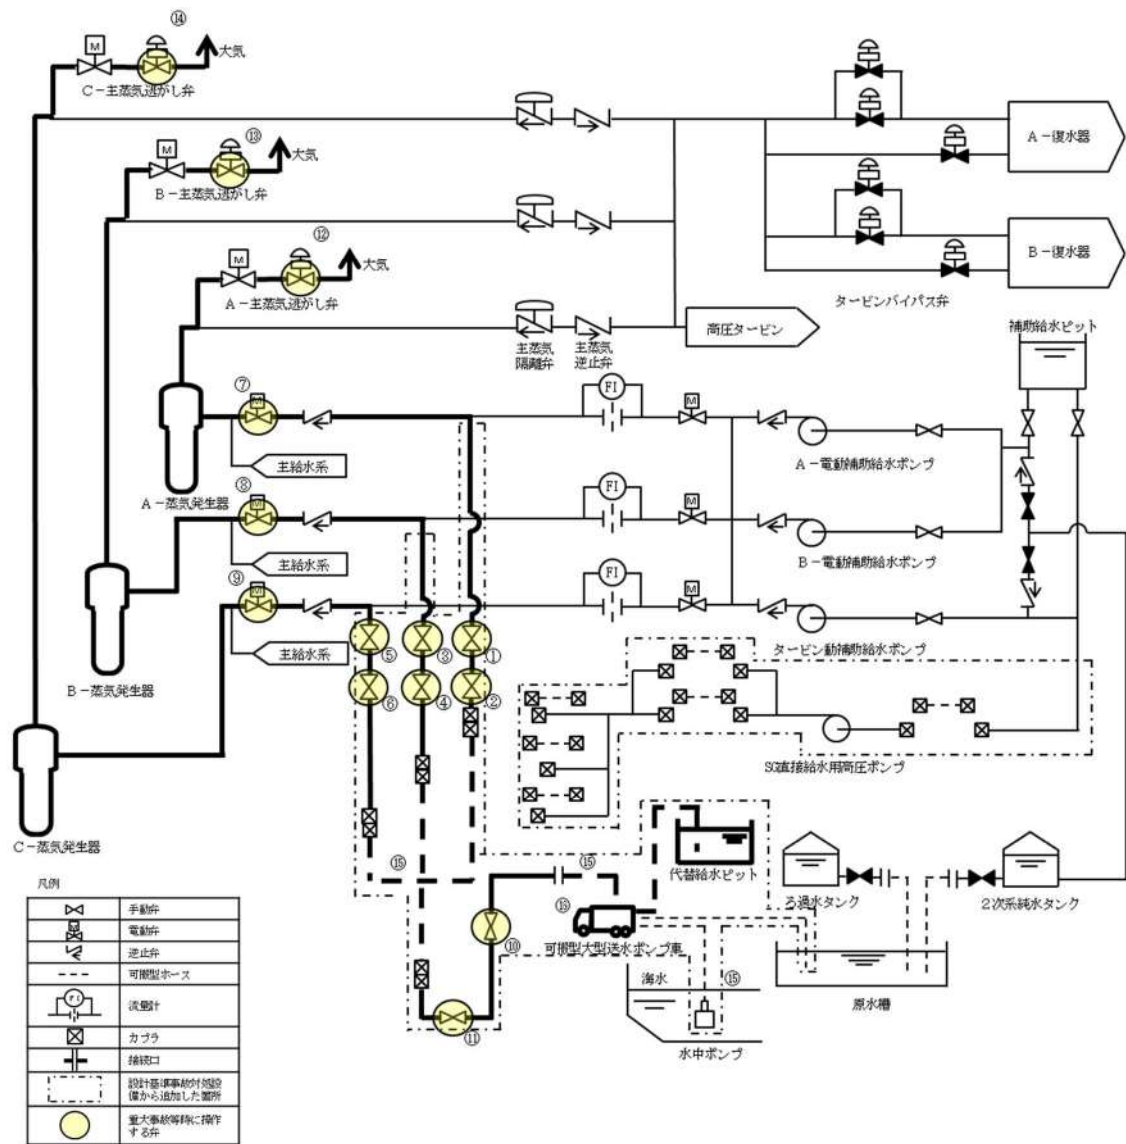 ⑭
M
大気
C-主蒸気逃がし弁
⑬
M
大気
B-主蒸気逃がし弁
A-復水器
⑫
M
大気
A-主蒸気逃がし弁
B-復水器
タービンバイパス弁
主蒸気
隔離弁
主蒸気
逆止弁
高圧タービン
補助給水ピット
⑦
M
FI
M
主給水系
A-電動補助給水ポンプ
A-蒸気発生器
⑧
M
FI
M
主給水系
B-電動補助給水ポンプ
⑨
M
FI
M
主給水系
タービン動補助給水ポンプ
⑤
③
①
⑥
④
②
B-蒸気発生器
SG直接給水用高圧ポンプ
C-蒸気発生器
⑮
⑮
代替給水ピット
ろ過水タンク
2次系純水タンク
⑯
⑩
可搬型大型送水ポンプ車
海水
⑮
原水槽
⑪
水中ポンプ
凡例
手動弁
M
電動弁
逆止弁
可搬型ホース
FI
流量計
カプラ
接続口
設計基準事故対処設
備から追加した箇所
重大事故等時に操作
する弁